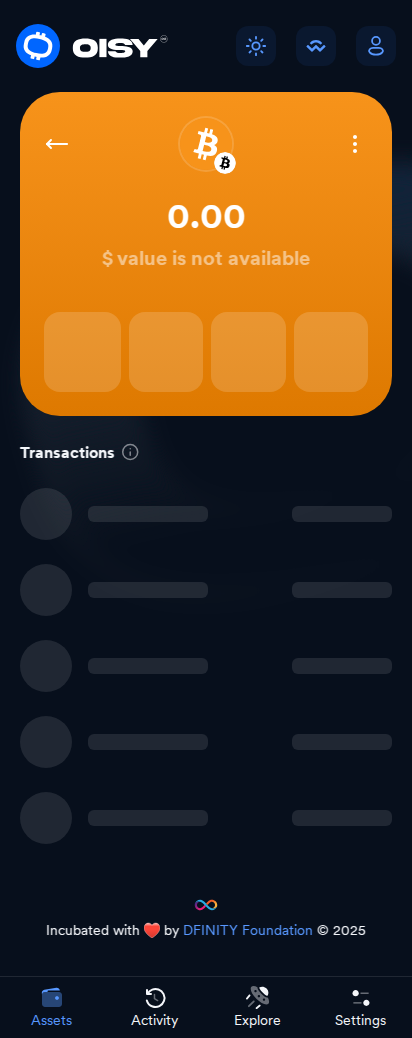 OISY
0.00
$ value is not available
Transactions
Incubated with ❤️ by DFINITY Foundation © 2025
Assets
Activity
Explore
Settings